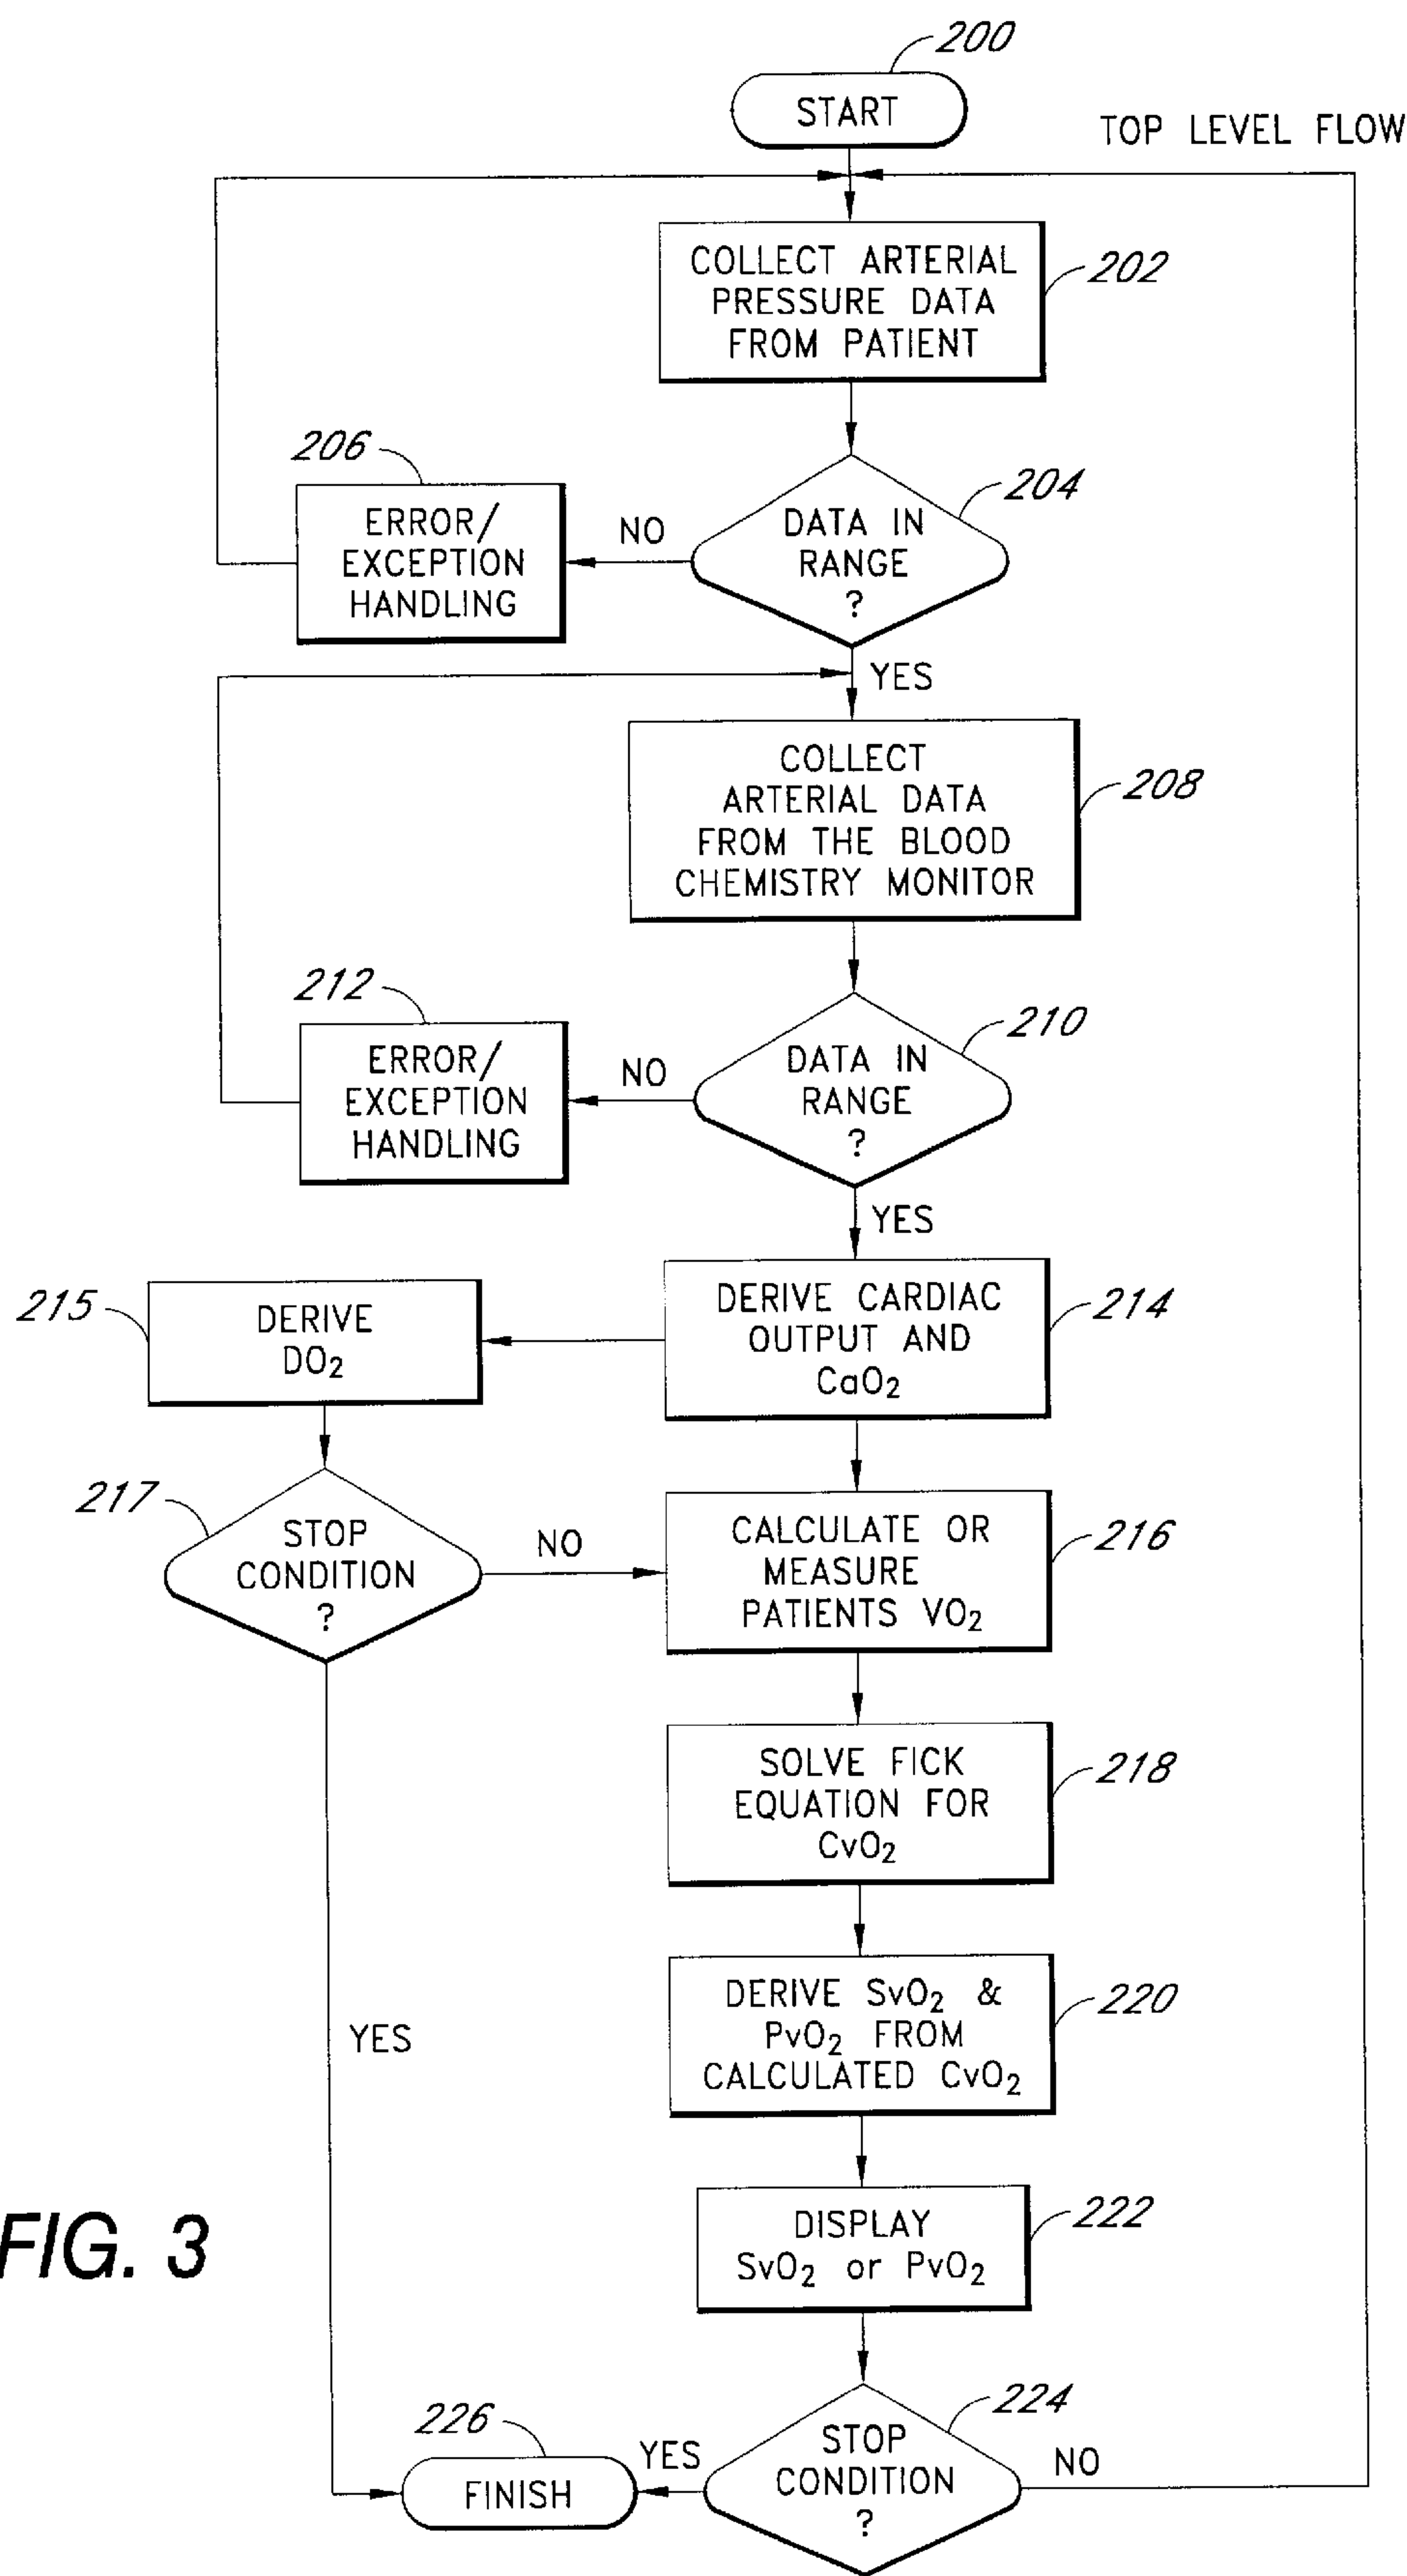 200
START
TOP LEVEL FLOW
COLLECT ARTERIAL
PRESSURE DATA
FROM PATIENT
202
206
ERROR/
EXCEPTION
HANDLING
NO
204
DATA IN
RANGE
?
YES
COLLECT
ARTERIAL DATA
FROM THE BLOOD
CHEMISTRY MONITOR
208
212
ERROR/
EXCEPTION
HANDLING
NO
210
DATA IN
RANGE
?
YES
215
DERIVE
DO₂
DERIVE CARDIAC
OUTPUT AND
CaO₂
214
217
STOP
CONDITION
?
NO
CALCULATE OR
MEASURE
PATIENTS VO₂
216
SOLVE FICK
EQUATION FOR
CvO₂
218
YES
DERIVE SvO₂ &
PvO₂ FROM
CALCULATED CvO₂
220
DISPLAY
SvO₂ or PvO₂
222
FIG. 3
226
FINISH
YES
224
STOP
CONDITION
?
NO